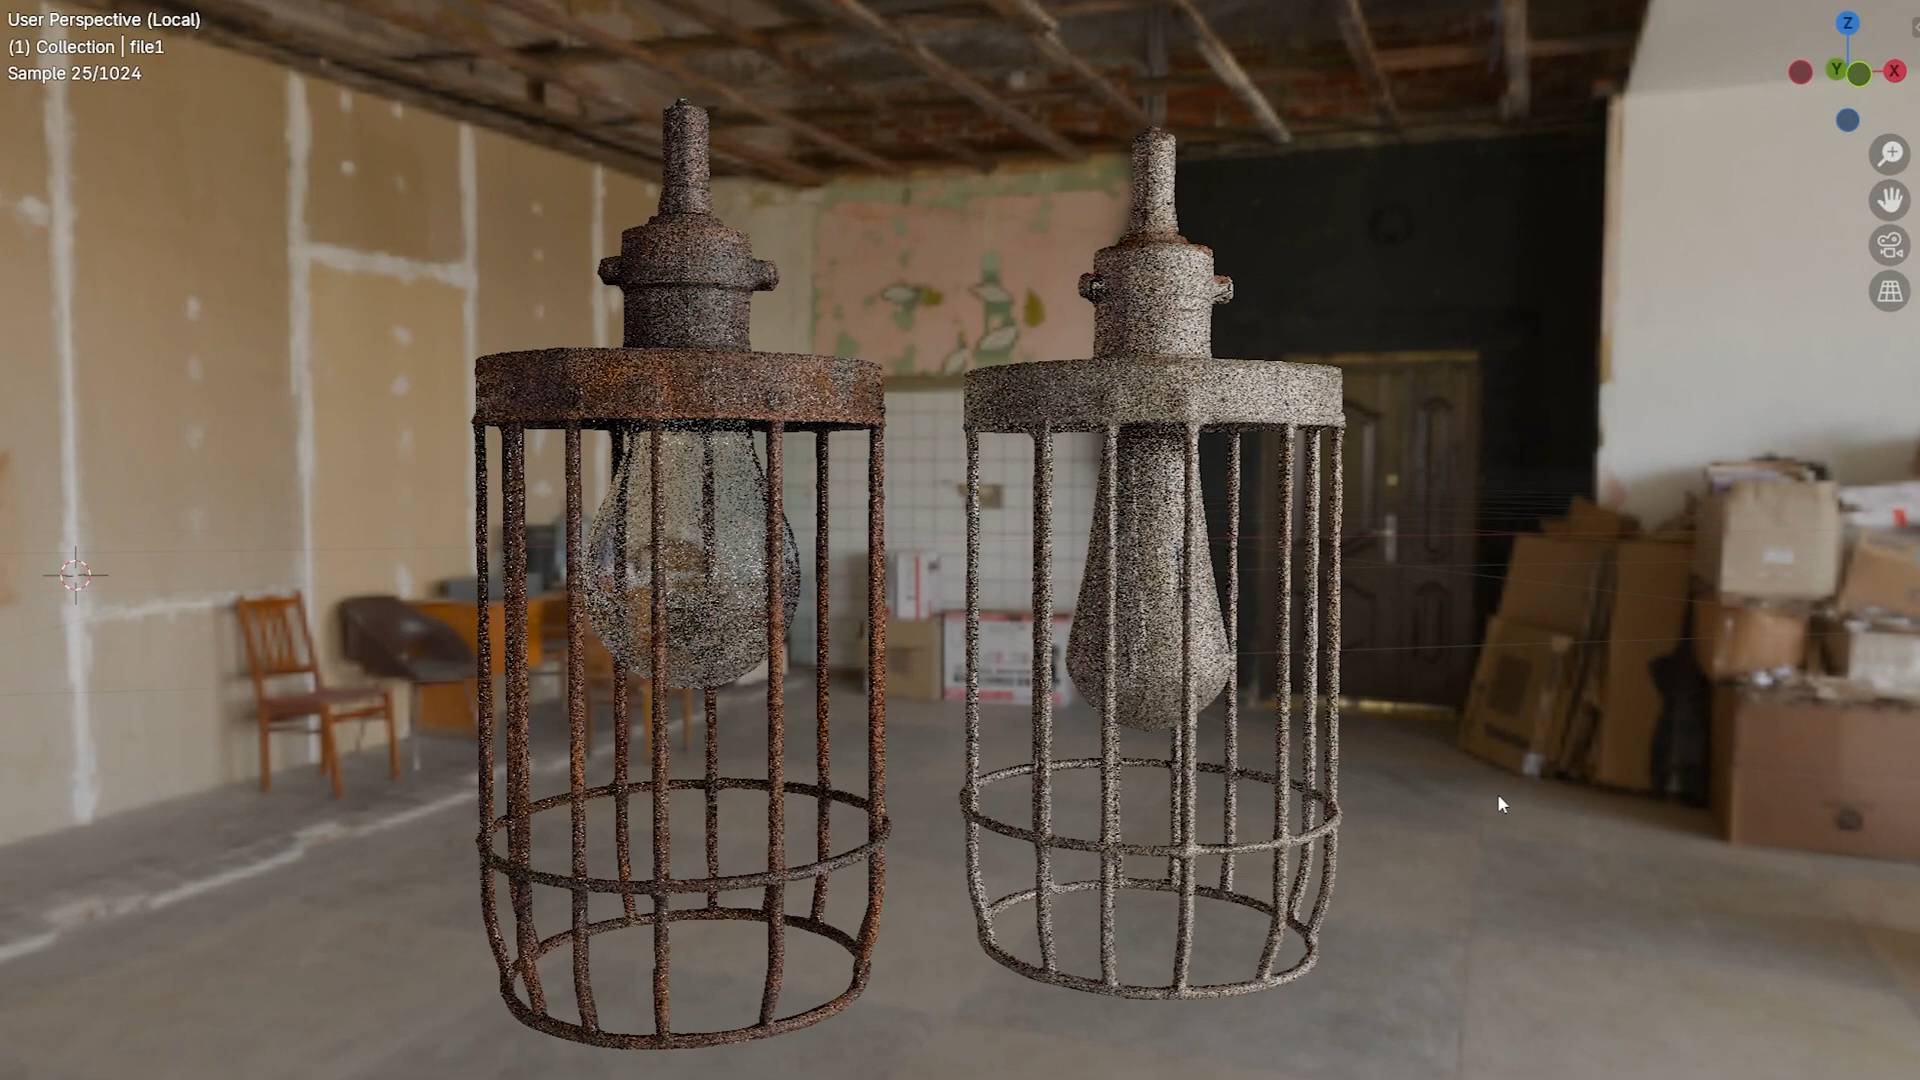 User Perspective (Local)
(1) Collection | file1
Sample 25/1024
Z
Y
X